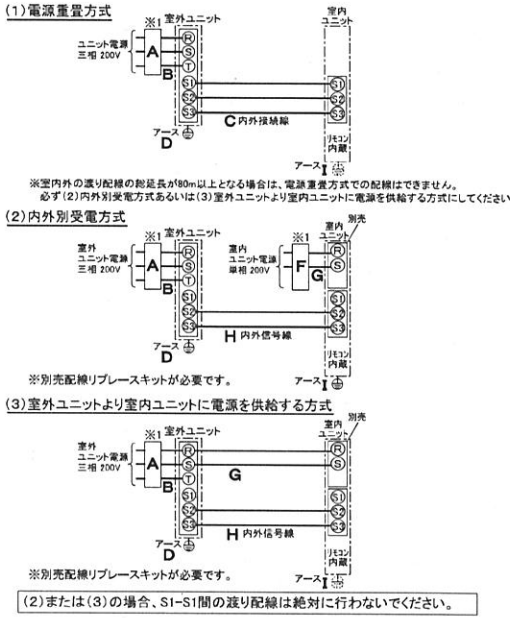 (1)電源重畳方式
※1 室外ユニット
室内
ユニット
ユニット電源
三相 200V
A
B
R
S
T
S1
S2
S3
S1
S2
S3
C 内外接続線
アース
D
リモコン
内蔵
アース I
※室内外の渡り配線の総延長が80m以上となる場合は、電源重畳方式での配線はできません。
必ず(2)内外別受電方式あるいは(3)室外ユニットより室内ユニットに電源を供給する方式にしてください
(2)内外別受電方式
※1 室外ユニット
※1
室内
ユニット
別売
室外
ユニット電源
三相 200V
A
B
R
S
T
S1
S2
S3
室内
ユニット電源
単相 200V
F
G
R
S
S1
S2
S3
H 内外信号線
アース
D
リモコン
内蔵
アース I
※別売配線リプレースキットが必要です。
(3)室外ユニットより室内ユニットに電源を供給する方式
※1 室外ユニット
室内
ユニット
別売
室外
ユニット電源
三相 200V
A
B
R
S
T
S1
S2
S3
G
R
S
S1
S2
S3
H 内外信号線
アース
D
リモコン
内蔵
アース I
※別売配線リプレースキットが必要です。
(2)または(3)の場合、S1-S1間の渡り配線は絶対に行わないでください。